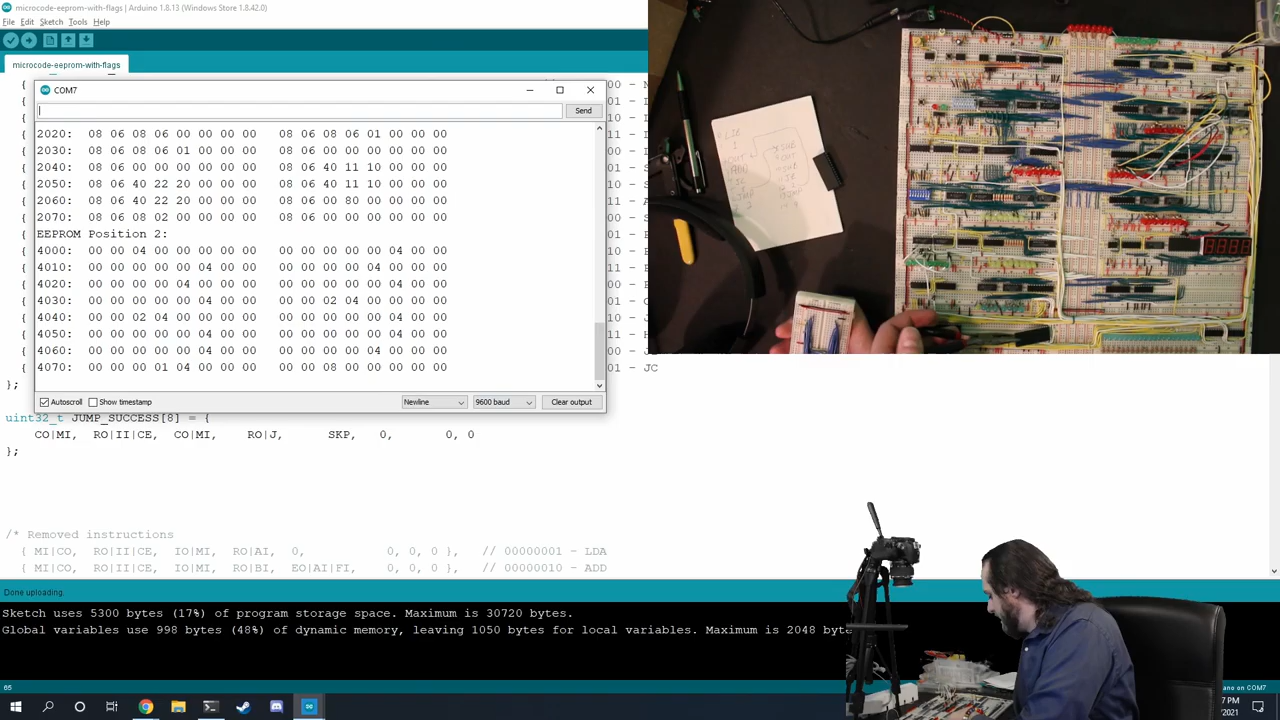 microcode-eeprom-with-flags | Arduino 1.8.13 (Windows Store 1.8.42.0)
File Edit Sketch Tools Help
microcode-eeprom-with-flags
COM7
Send
2020: 08 06 08 06 00 00 00 00 08 06 08 06 01 00 00 00
2030: 08 06 08 06 01 00 00 00 08 06 00 00 00 00 00 00
2040: 08 06 00 00 00 00 00 00 08 06 40 10 00 00 00 00
2050: 08 06 40 22 20 00 00 00 08 06 40 11 10 00 00 00
2060: 08 06 40 22 20 00 00 00 08 06 00 80 00 00 00 00
2070: 08 06 08 02 00 00 00 00 08 06 00 00 00 00 00 00
EEPROM Position 2:
4000: 00 00 04 00 00 00 00 00 00 00 00 00 00 04 00 00
4010: 00 00 00 00 00 04 00 00 00 00 00 00 04 00 00 00
4020: 00 00 00 00 04 00 00 00 00 00 00 00 00 04 00 00
4030: 00 00 00 00 00 04 00 00 00 00 02 04 00 00 00 00
4040: 00 00 02 04 00 00 00 00 00 00 00 00 00 04 00 00
4050: 00 00 00 00 00 04 00 00 00 00 00 00 00 04 00 00
4060: 00 00 00 00 00 04 00 00 00 00 00 00 04 00 00 00
4070: 00 00 00 01 04 00 00 00 00 00 08 00 00 00 00 00
- JC
Autoscroll Show timestamp Newline 9600 baud Clear output
};
uint32_t JUMP_SUCCESS[8] = {
CO|MI, RO|II|CE, CO|MI, RO|J, SKP, 0, 0, 0
};
/* Removed instructions
{ MI|CO, RO|II|CE, IO|MI, RO|AI, 0, 0, 0, 0 }, // 00000001 - LDA
{ MI|CO, RO|II|CE, IO|MI, RO|BI, EO|AI|FI, 0, 0, 0 }, // 00000010 - ADD
Done uploading.
Sketch uses 5300 bytes (17%) of program storage space. Maximum is 30720 bytes.
Global variables use 998 bytes (48%) of dynamic memory, leaving 1050 bytes for local variables. Maximum is 2048 byte
65
on COM7
7 PM
/2021